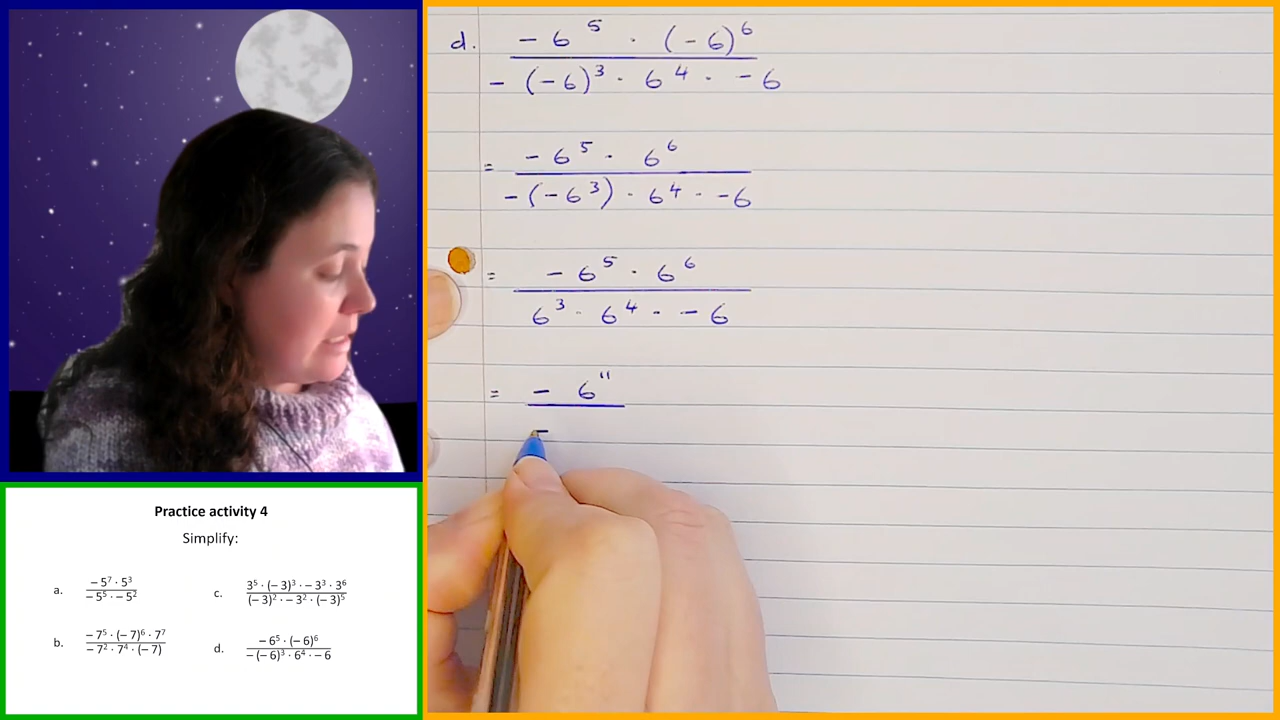 d. -6⁵ · (-6)⁶
-(-6)³ · 6⁴ · -6
= -6⁵ · 6⁶
-(-6³) · 6⁴ · -6
= -6⁵ · 6⁶
6³ · 6⁴ · -6
= - 6¹¹
-
Practice activity 4
Simplify:
a. -5⁷ · 5³
-5⁵ · -5²
b. -7⁵ · (-7)⁶ · 7⁷
-7² · 7⁴ · (-7)
c. 3⁵ · (-3)³ · -3³ · 3⁶
(-3)² · -3² · (-3)⁵
d. -6⁵ · (-6)⁶
-(-6)³ · 6⁴ · -6